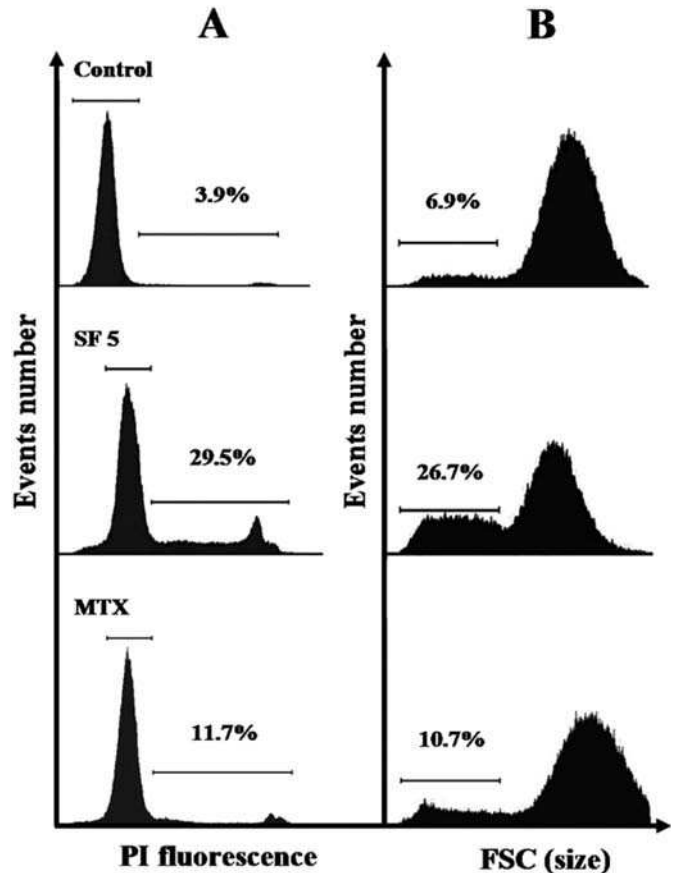 A
B
Control
3.9%
6.9%
Events number
Events number
SF 5
29.5%
26.7%
MTX
11.7%
10.7%
PI fluorescence
FSC (size)